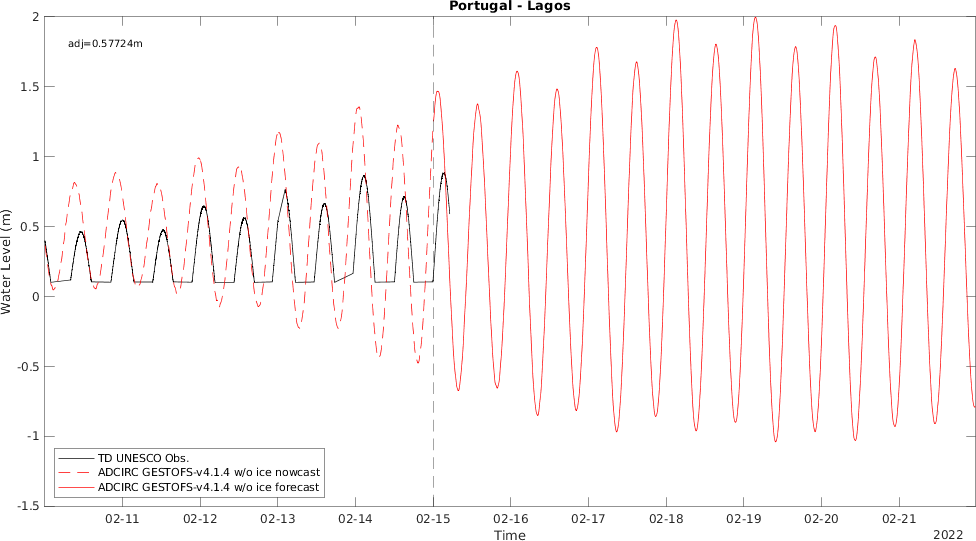 Portugal - Lagos
adj=0.57724m
Water Level (m)
2
1.5
1
0.5
0
-0.5
-1
-1.5
TD UNESCO Obs.
ADCIRC GESTOFS-v4.1.4 w/o ice nowcast
ADCIRC GESTOFS-v4.1.4 w/o ice forecast
02-11 02-12 02-13 02-14 02-15 02-16 02-17 02-18 02-19 02-20 02-21
Time
2022